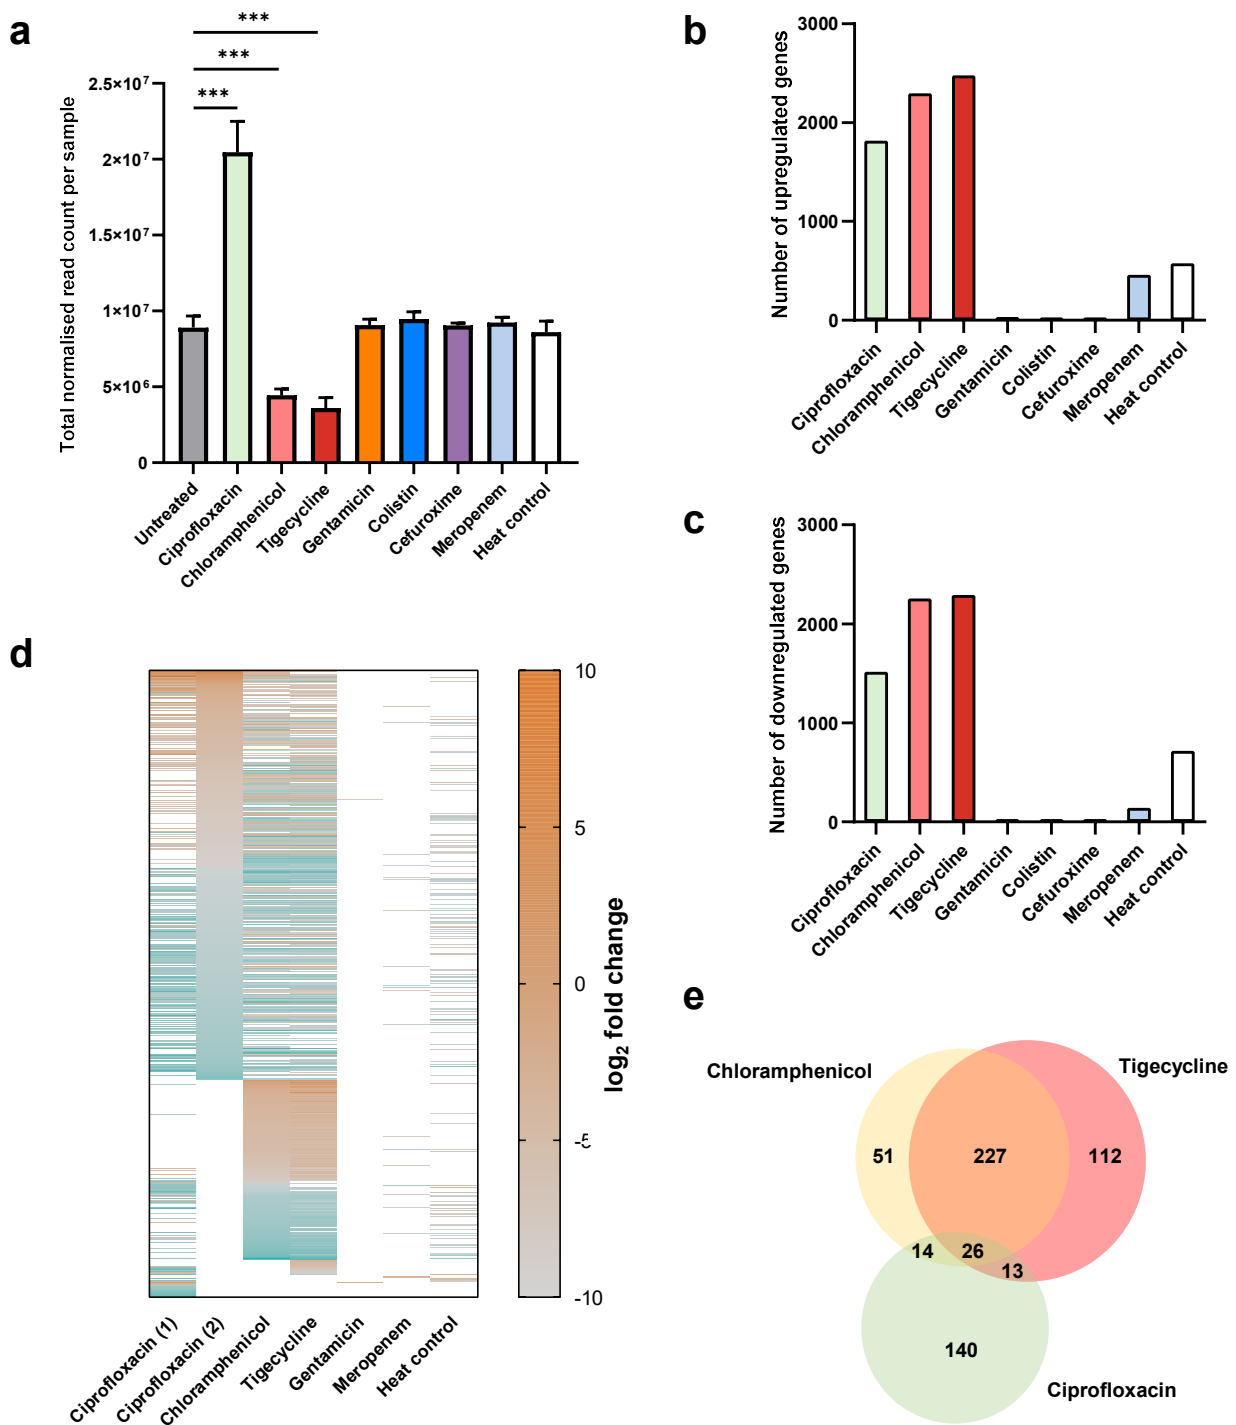 a
***
***
***
Total normalised read count per sample
2.5×10⁷
2×10⁷
1.5×10⁷
1×10⁷
5×10⁶
0
Untreated
Ciprofloxacin
Chloramphenicol
Tigecycline
Gentamicin
Colistin
Cefuroxime
Meropenem
Heat control
b
Number of upregulated genes
3000
2000
1000
0
Ciprofloxacin
Chloramphenicol
Tigecycline
Gentamicin
Colistin
Cefuroxime
Meropenem
Heat control
c
Number of downregulated genes
3000
2000
1000
0
Ciprofloxacin
Chloramphenicol
Tigecycline
Gentamicin
Colistin
Cefuroxime
Meropenem
Heat control
d
10
5
0
-5
-10
log₂ fold change
Ciprofloxacin (1)
Ciprofloxacin (2)
Chloramphenicol
Tigecycline
Gentamicin
Meropenem
Heat control
e
Chloramphenicol
Tigecycline
51
227
112
14
26
13
140
Ciprofloxacin